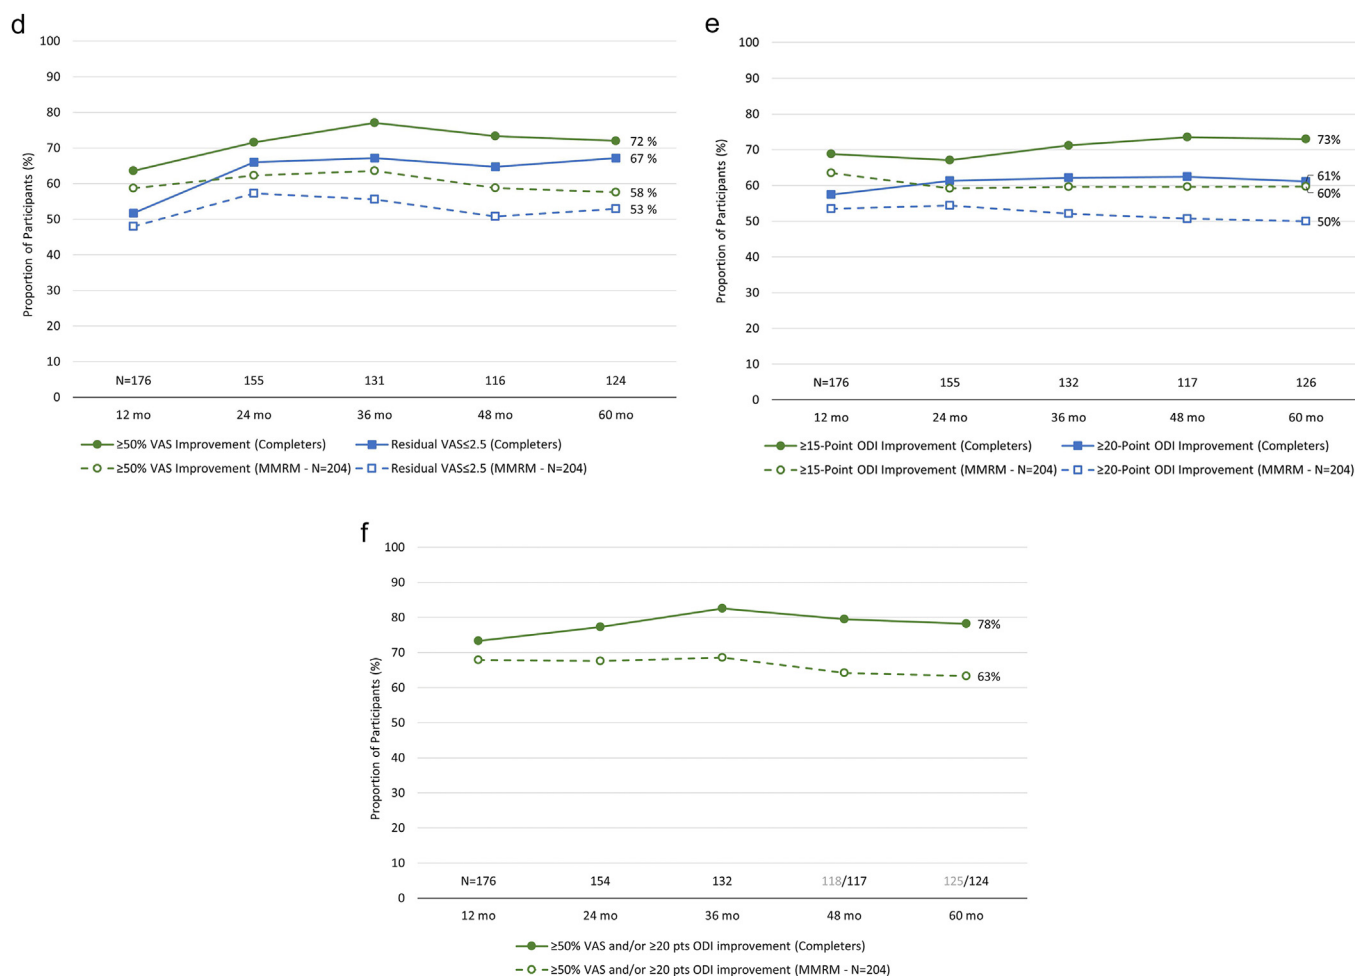 d
100
90
80
70
60
50
40
30
20
10
0
Proportion of Participants (%)
72 %
67 %
58 %
53 %
N=176 155 131 116 124
12 mo 24 mo 36 mo 48 mo 60 mo
≥50% VAS Improvement (Completers) Residual VAS≤2.5 (Completers)
≥50% VAS Improvement (MMRM - N=204) Residual VAS≤2.5 (MMRM - N=204)
e
100
90
80
70
60
50
40
30
20
10
0
Proportion of Participants (%)
73%
61%
60%
50%
N=176 155 132 117 126
12 mo 24 mo 36 mo 48 mo 60 mo
≥15-Point ODI Improvement (Completers) ≥20-Point ODI Improvement (Completers)
≥15-Point ODI Improvement (MMRM - N=204) ≥20-Point ODI Improvement (MMRM - N=204)
f
100
90
80
70
60
50
40
30
20
10
0
Proportion of Participants (%)
78%
63%
N=176 154 132 118/117 125/124
12 mo 24 mo 36 mo 48 mo 60 mo
≥50% VAS and/or ≥20 pts ODI improvement (Completers)
≥50% VAS and/or ≥20 pts ODI improvement (MMRM - N=204)